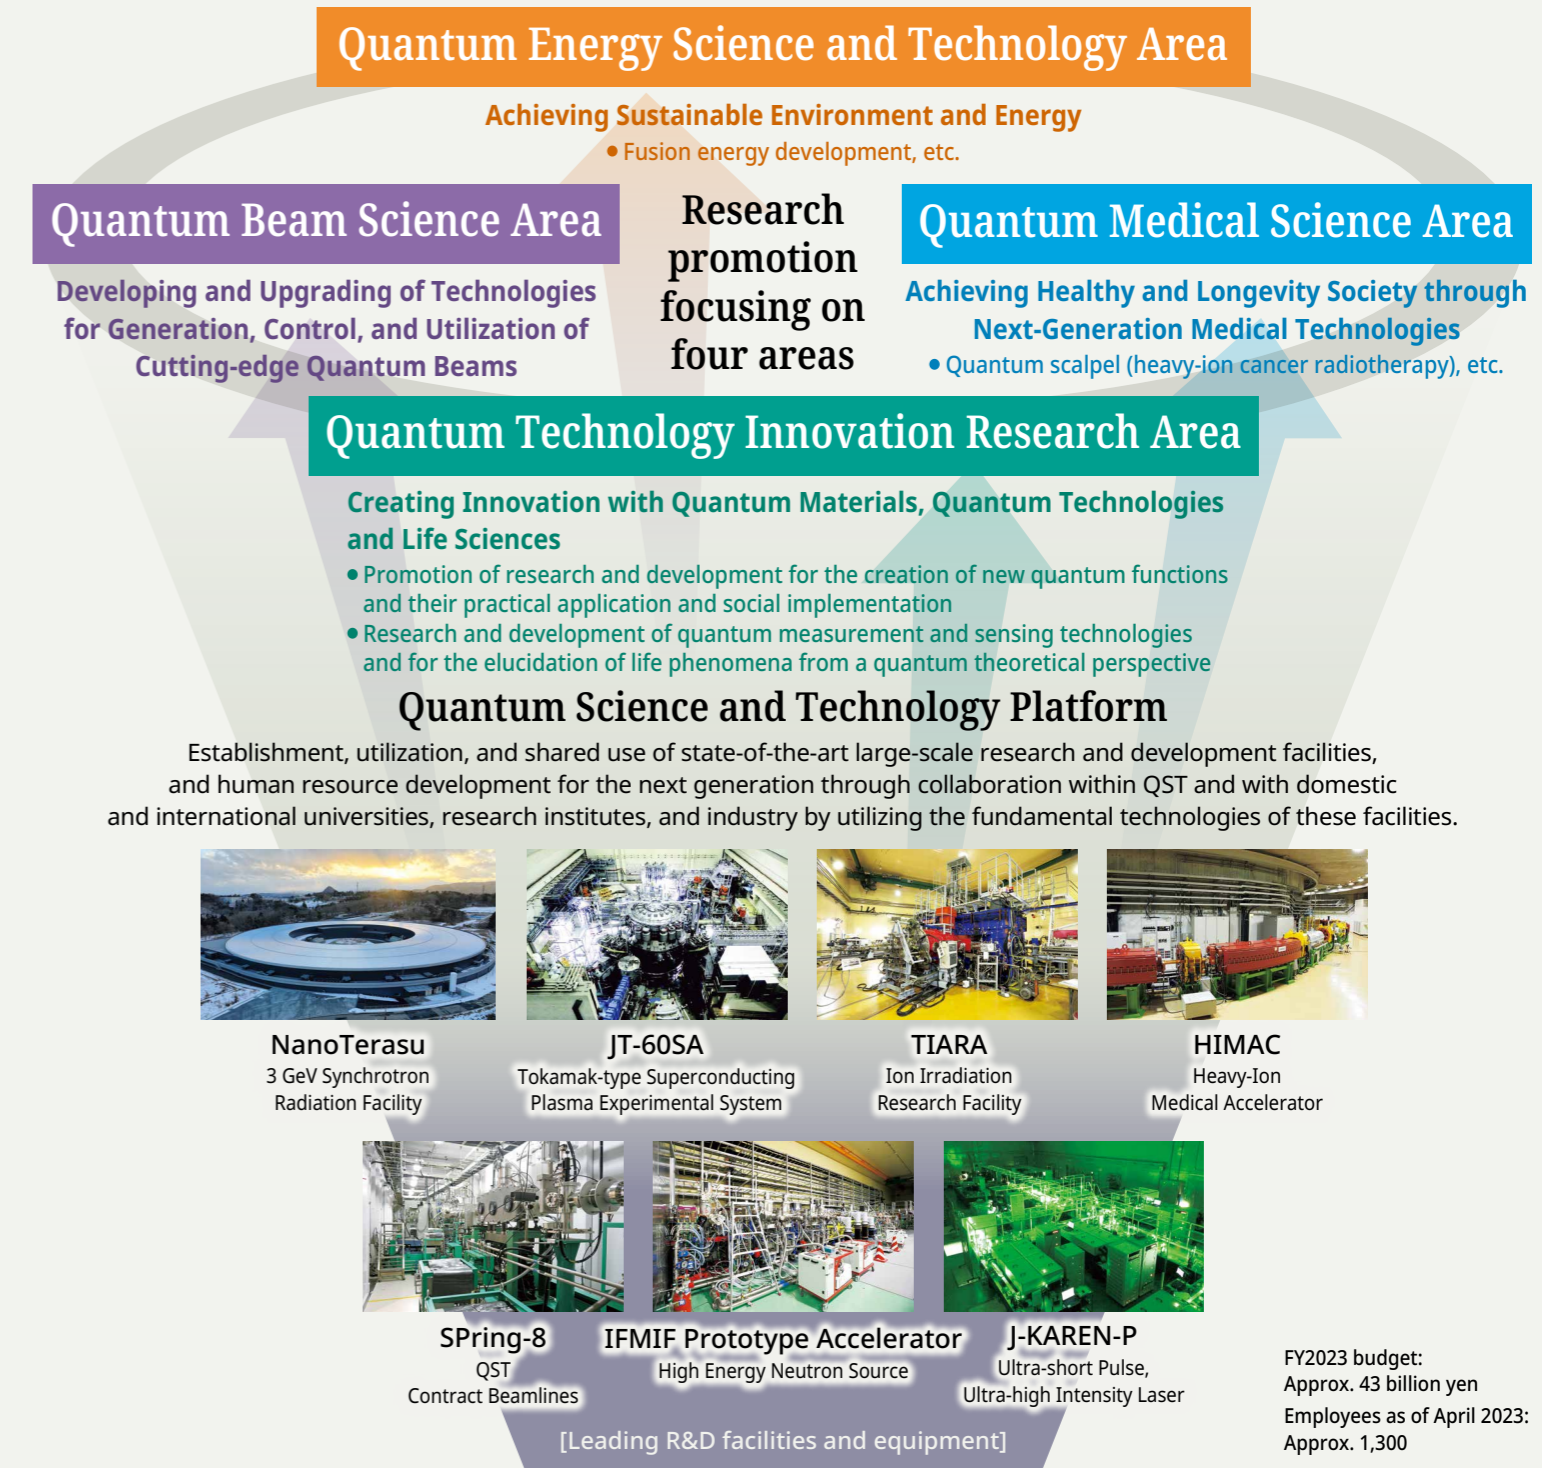 Quantum Energy Science and Technology Area
Achieving Sustainable Environment and Energy
● Fusion energy development, etc.
Quantum Beam Science Area
Developing and Upgrading of Technologies
for Generation, Control, and Utilization of
Cutting-edge Quantum Beams
Research
promotion
focusing on
four areas
Quantum Medical Science Area
Achieving Healthy and Longevity Society through
Next-Generation Medical Technologies
● Quantum scalpel (heavy-ion cancer radiotherapy), etc.
Quantum Technology Innovation Research Area
Creating Innovation with Quantum Materials, Quantum Technologies
and Life Sciences
● Promotion of research and development for the creation of new quantum functions
and their practical application and social implementation
● Research and development of quantum measurement and sensing technologies
and for the elucidation of life phenomena from a quantum theoretical perspective
Quantum Science and Technology Platform
Establishment, utilization, and shared use of state-of-the-art large-scale research and development facilities,
and human resource development for the next generation through collaboration within QST and with domestic
and international universities, research institutes, and industry by utilizing the fundamental technologies of these facilities.
NanoTerasu
3 GeV Synchrotron
Radiation Facility
JT-60SA
Tokamak-type Superconducting
Plasma Experimental System
TIARA
Ion Irradiation
Research Facility
HIMAC
Heavy-Ion
Medical Accelerator
SPring-8
QST
Contract Beamlines
IFMIF Prototype Accelerator
High Energy Neutron Source
J-KAREN-P
Ultra-short Pulse,
Ultra-high Intensity Laser
[Leading R&D facilities and equipment]
FY2023 budget:
Approx. 43 billion yen
Employees as of April 2023:
Approx. 1,300